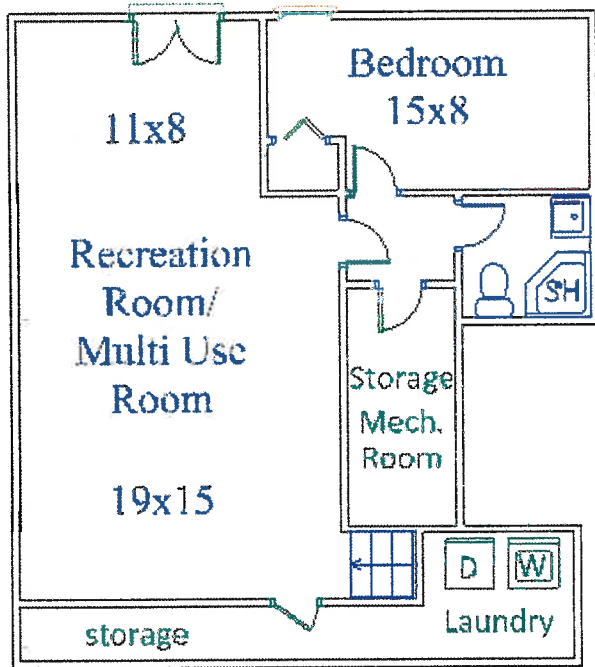 Bedroom
15x8
11x8
Recreation
Room/
Multi Use
Room
19x15
SH
Storage
Mech.
Room
D
W
Laundry
storage